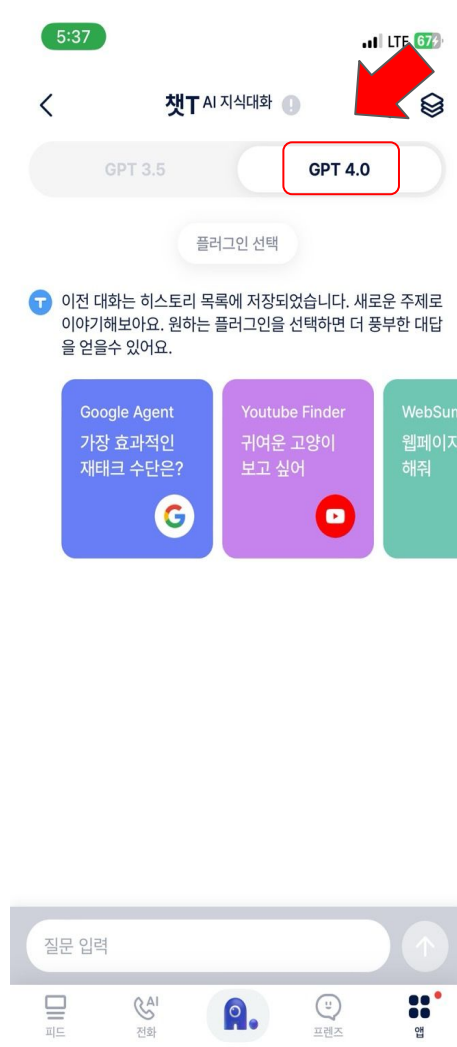 5:37
LTE 67
챗T AI 지식대화 !
GPT 3.5
GPT 4.0
플러그인 선택
T
이전 대화는 히스토리 목록에 저장되었습니다. 새로운 주제로
이야기해보아요. 원하는 플러그인을 선택하면 더 풍부한 대답
을 얻을수 있어요.
Google Agent
가장 효과적인
재태크 수단은?
G
Youtube Finder
귀여운 고양이
보고 싶어
WebSum
웹페이지
해줘
질문 입력
피드
AI
전화
A.
프렌즈
앱